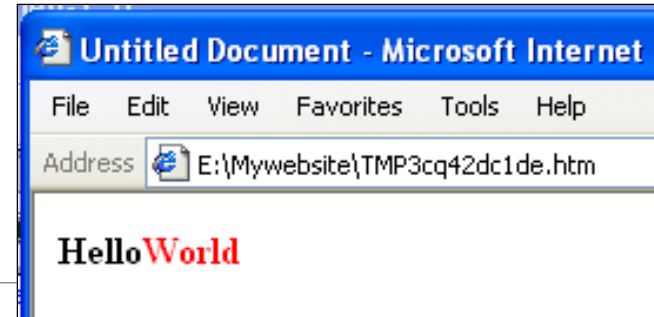 Untitled Document - Microsoft Internet
File Edit View Favorites Tools Help
Address E:\Mywebsite\TMP3cq42dc1de.htm
HelloWorld